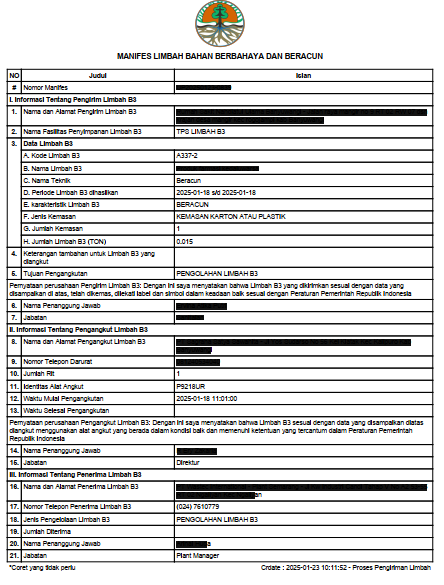 MANIFES LIMBAH BAHAN BERBAHAYA DAN BERACUN
NO Judul Isian
# Nomor Manifes
I. Informasi Tentang Pengirim Limbah B3
1. Nama dan Alamat Pengirim Limbah B3
2. Nama Fasilitas Penyimpanan Limbah B3 TPS LIMBAH B3
3. Data Limbah B3
A. Kode Limbah B3 A337-2
B. Nama Limbah B3
C. Nama Teknik Beracun
D. Periode Limbah B3 dihasilkan 2025-01-18 s/d 2025-01-18
E. karakteristik Limbah B3 BERACUN
F. Jenis Kemasan KEMASAN KARTON ATAU PLASTIK
G. Jumlah Kemasan 1
H. Jumlah Limbah B3 (TON) 0.015
4. Keterangan tambahan untuk Limbah B3 yang
diangkut
5. Tujuan Pengangkutan PENGOLAHAN LIMBAH B3
Pernyataan perusahaan Pengirim Limbah B3: Dengan ini saya menyatakan bahwa Limbah B3 yang dikirimkan sesuai dengan data yang
disampaikan di atas, telah dikemas, dilekati label dan simbol dalam keadaan baik sesuai dengan Peraturan Pemerintah Republik Indonesia
6. Nama Penanggung Jawab
7. Jabatan
II. Informasi Tentang Pengangkut Limbah B3
8. Nama dan Alamat Pengangkut Limbah B3
9. Nomor Telepon Darurat
10. Jumlah Rit 1
11. Identitas Alat Angkut P9218UR
12. Waktu Mulai Pengangkutan 2025-01-18 11:01:00
13. Waktu Selesai Pengangkutan
Pernyataan perusahaan Pengangkut Limbah B3: Dengan ini saya menyatakan bahwa Limbah B3 sesuai dengan data yang disampaikan diatas
diangkut menggunakan alat angkut yang berada dalam kondisi baik dan memenuhi ketentuan yang tercantum dalam Peraturan Pemerintah
Republik Indonesia
14. Nama Penanggung Jawab
15. Jabatan Direktur
III. Informasi Tentang Penerima Limbah B3
16. Nama dan Alamat Penerima Limbah B3
17. Nomor Telepon Penerima Limbah B3 (024) 7610779
18. Jenis Pengelolaan Limbah B3 PENGOLAHAN LIMBAH B3
19. Jumlah Diterima
20. Nama Penanggung Jawab
21. Jabatan Plant Manager
*Coret yang tidak perlu Crdate : 2025-01-23 10:11:52 - Proses Pengiriman Limbah